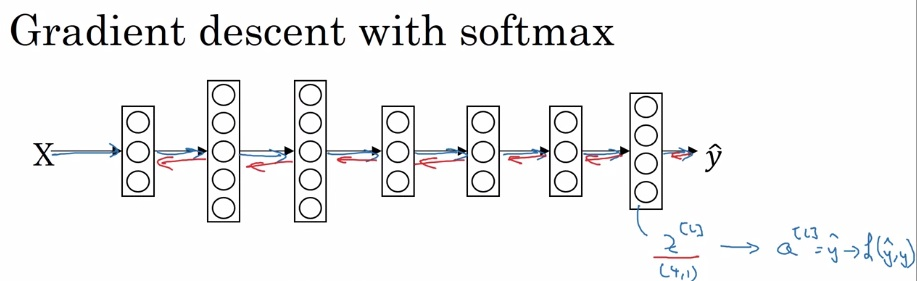 Gradient descent with softmax
X ŷ
z^[L] → a^[L] = ŷ → L(ŷ, y)
(4,1)